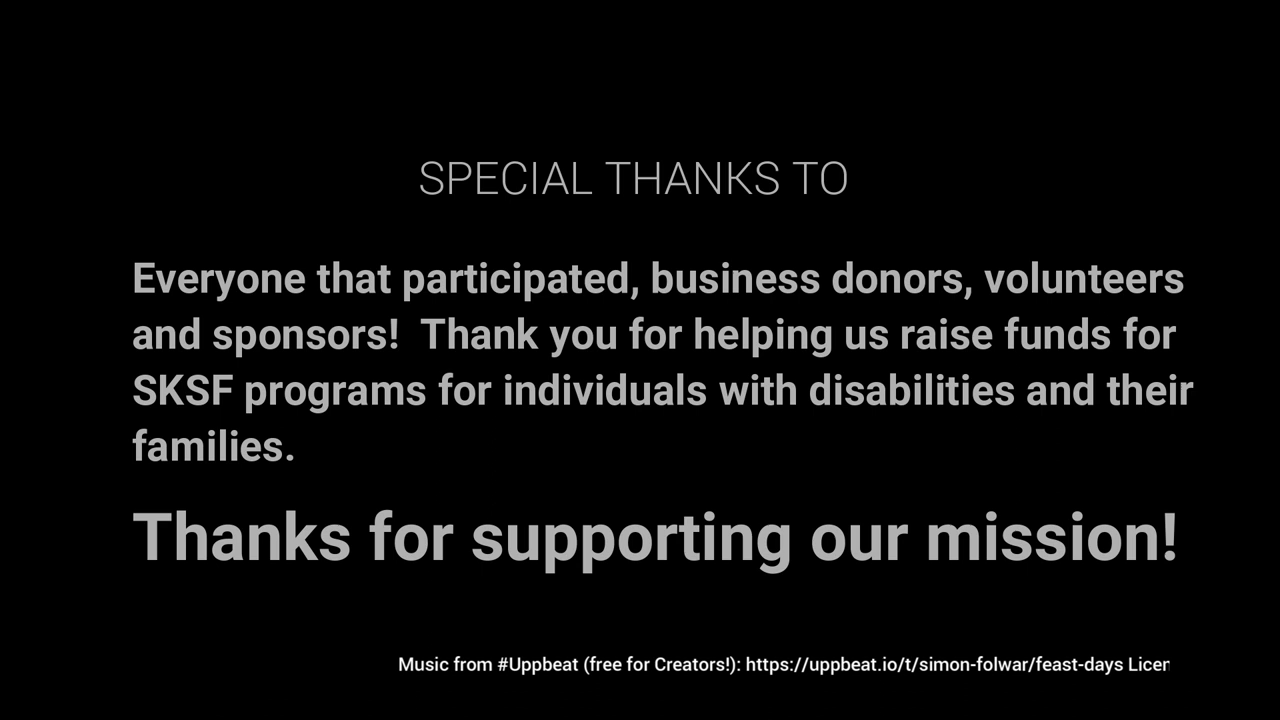 SPECIAL THANKS TO
Everyone that participated, business donors, volunteers
and sponsors!  Thank you for helping us raise funds for
SKSF programs for individuals with disabilities and their
families.
Thanks for supporting our mission!
Music from #Uppbeat (free for Creators!): https://uppbeat.io/t/simon-folwar/feast-days